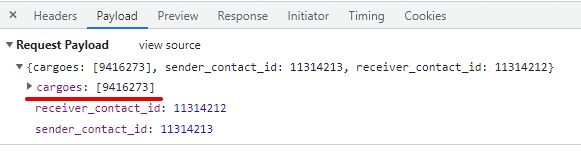 Headers Payload Preview Response Initiator Timing Cookies
Request Payload view source
{cargoes: [9416273], sender_contact_id: 11314213, receiver_contact_id: 11314212}
cargoes: [9416273]
receiver_contact_id: 11314212
sender_contact_id: 11314213